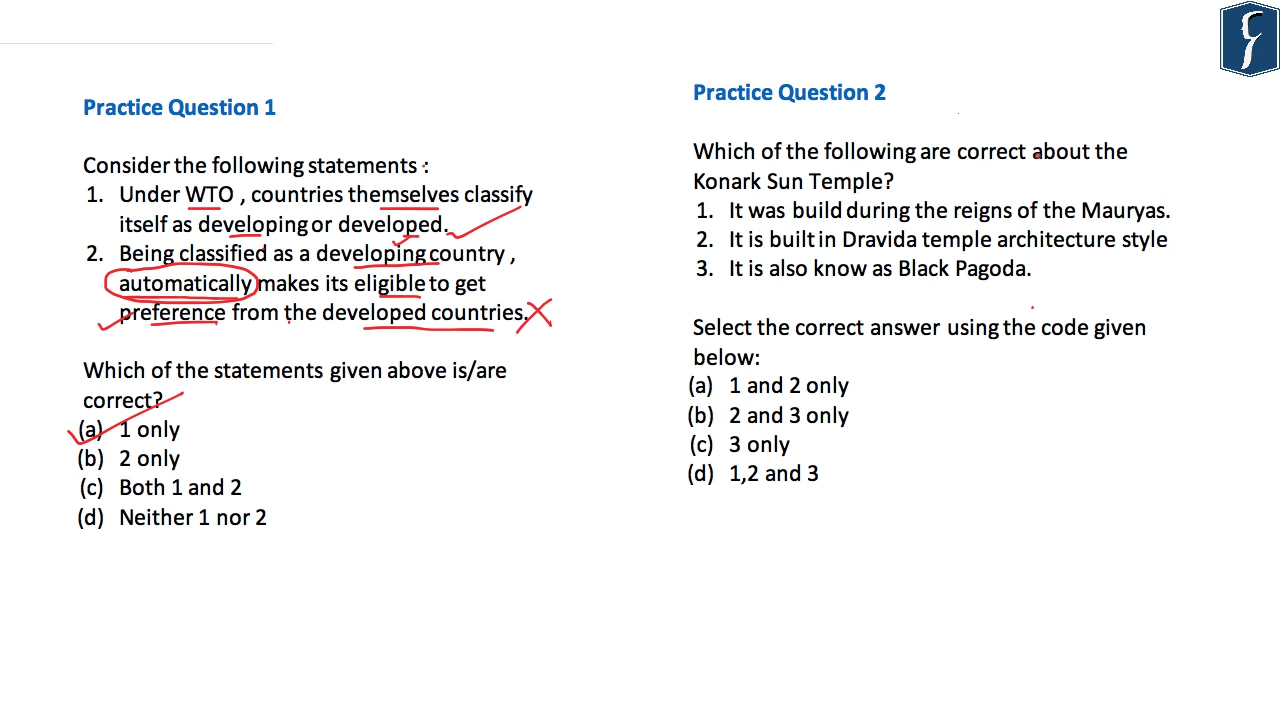 Practice Question 1
Consider the following statements :
1. Under WTO , countries themselves classify
itself as developing or developed.
2. Being classified as a developing country ,
automatically makes its eligible to get
preference from the developed countries.
Which of the statements given above is/are
correct?
(a) 1 only
(b) 2 only
(c) Both 1 and 2
(d) Neither 1 nor 2
Practice Question 2
Which of the following are correct about the
Konark Sun Temple?
1. It was build during the reigns of the Mauryas.
2. It is built in Dravida temple architecture style
3. It is also know as Black Pagoda.
Select the correct answer using the code given
below:
(a) 1 and 2 only
(b) 2 and 3 only
(c) 3 only
(d) 1,2 and 3